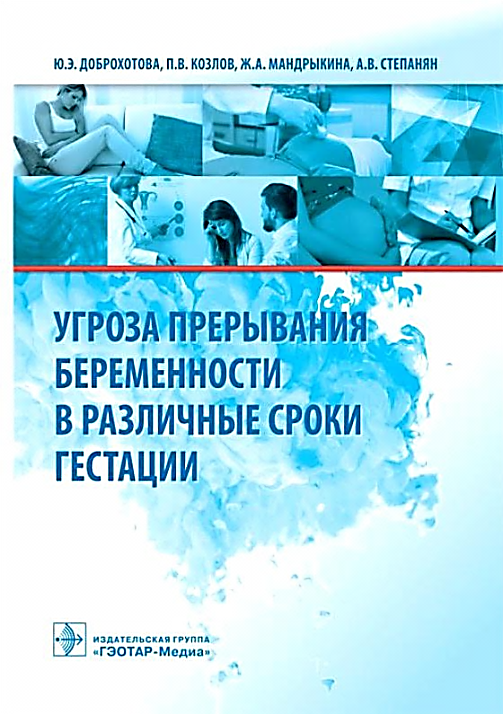 Ю.Э. ДОБРОХОТОВА, П.В. КОЗЛОВ, Ж.А. МАНДРЫКИНА, А.В. СТЕПАНЯН
УГРОЗА ПРЕРЫВАНИЯ
БЕРЕМЕННОСТИ
В РАЗЛИЧНЫЕ СРОКИ
ГЕСТАЦИИ
ИЗДАТЕЛЬСКАЯ ГРУППА
«ГЭОТАР-Медиа»